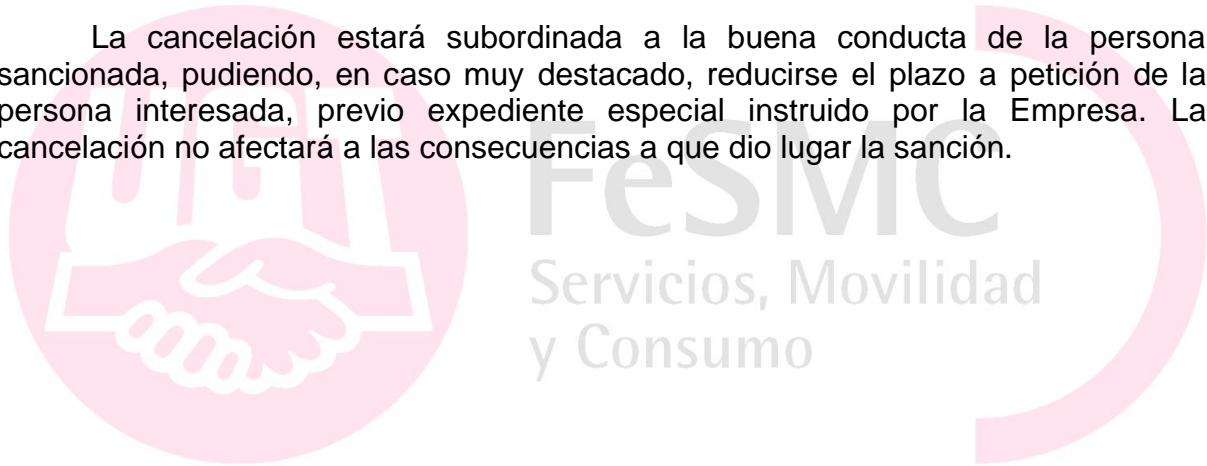 La cancelación estará subordinada a la buena conducta de la persona
sancionada, pudiendo, en caso muy destacado, reducirse el plazo a petición de la
persona interesada, previo expediente especial instruido por la Empresa. La
cancelación no afectará a las consecuencias a que dio lugar la sanción.
UGT
FeSMC
Servicios, Movilidad
y Consumo